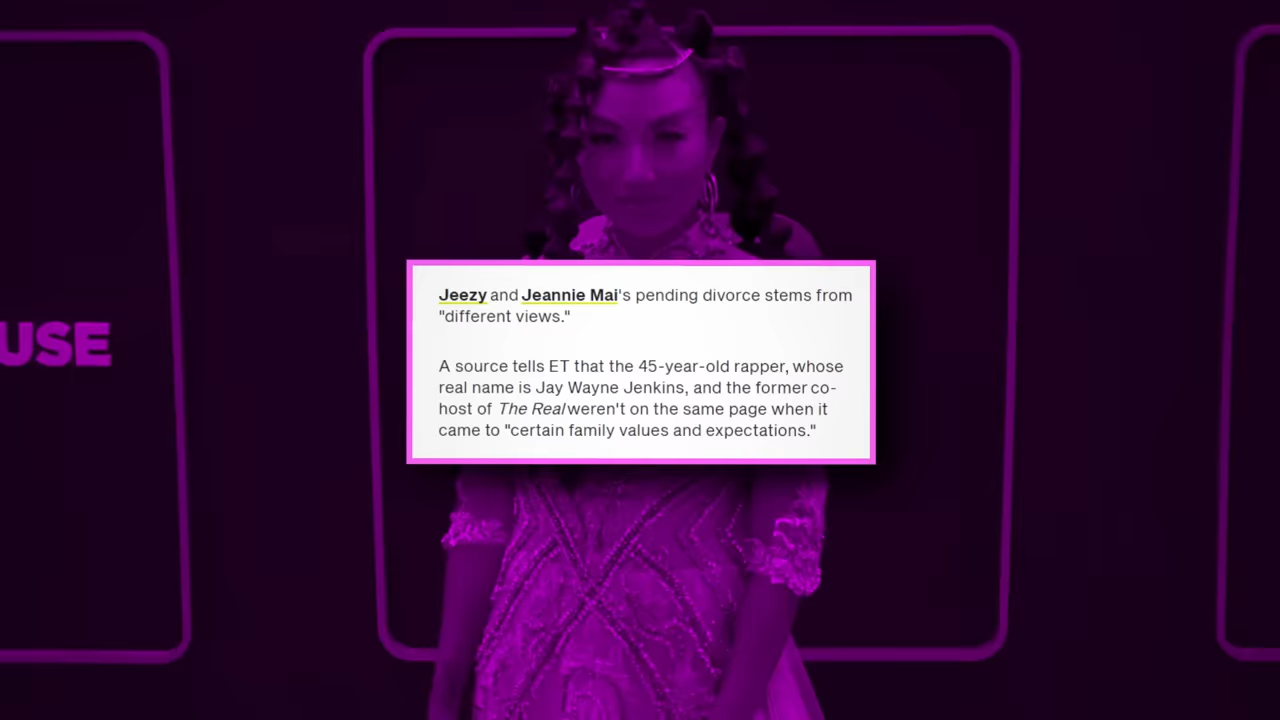 USE
Jeezy and Jeannie Mai's pending divorce stems from
"different views."
A source tells ET that the 45-year-old rapper, whose
real name is Jay Wayne Jenkins, and the former co-
host of The Real weren't on the same page when it
came to "certain family values and expectations."